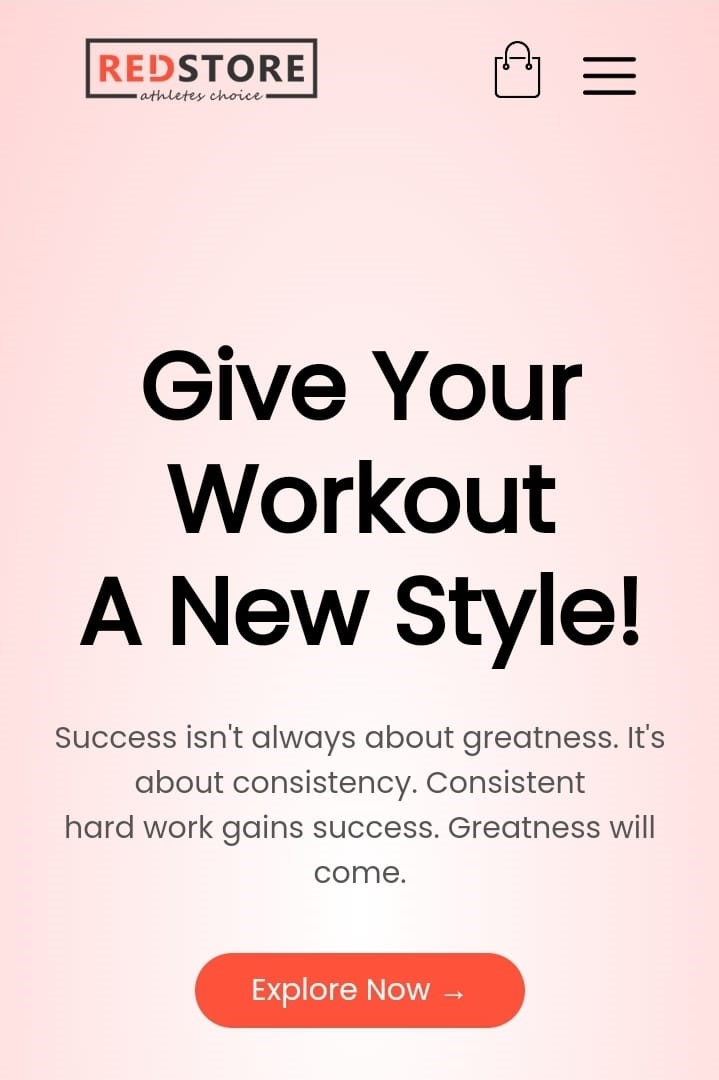 REDSTORE
athletes choice
Give Your
Workout
A New Style!
Success isn't always about greatness. It's
about consistency. Consistent
hard work gains success. Greatness will
come.
Explore Now →